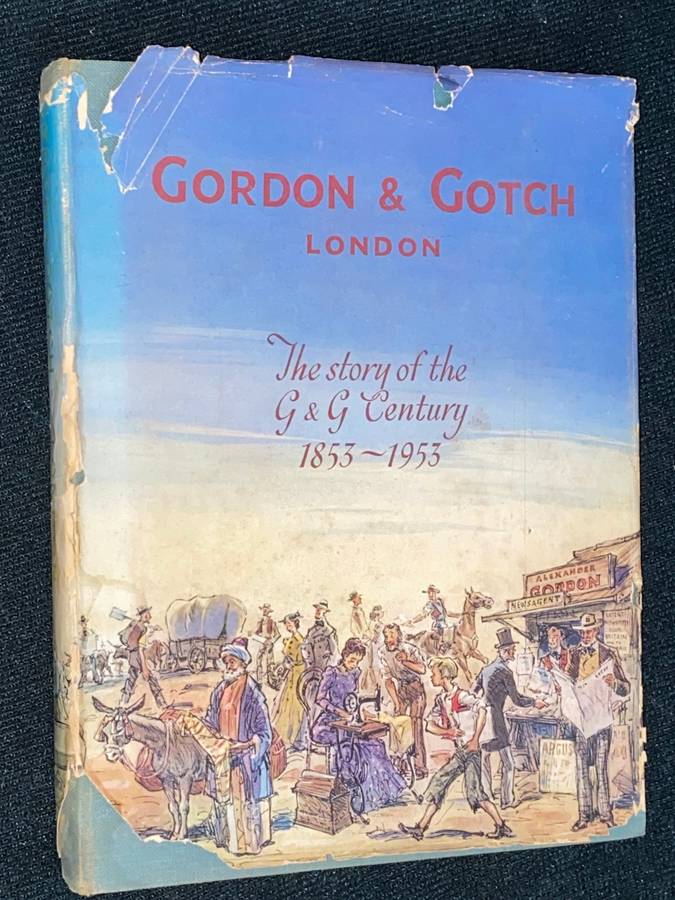 GORDON & GOTCH
LONDON
The story of the
G & G Century
1853~1953
ALEXANDER
GORDON
NEWSAGENT
ARGUS